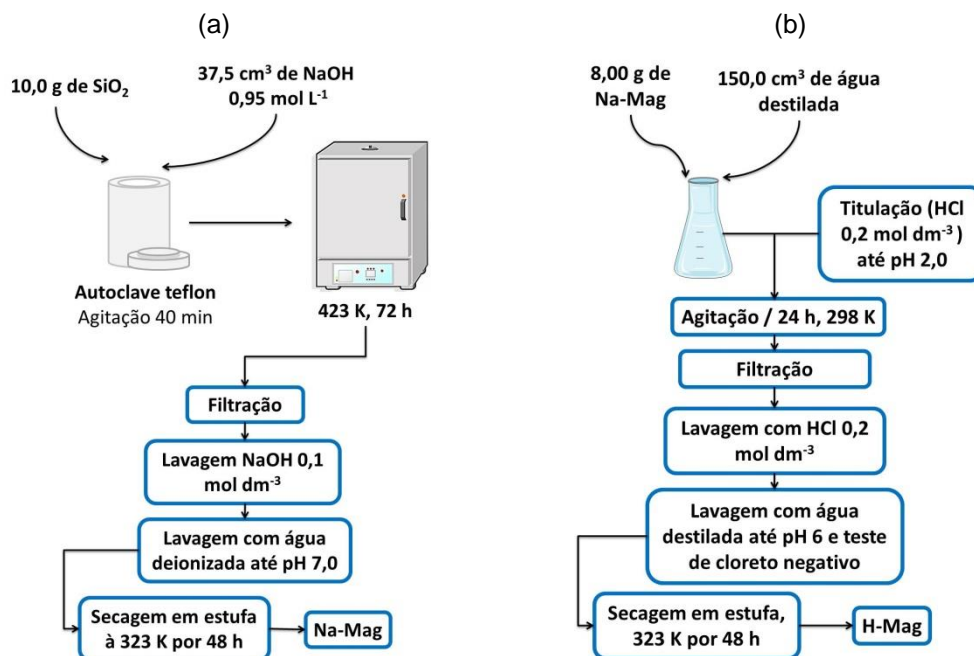 (a)
10,0 g de SiO₂
37,5 cm³ de NaOH
0,95 mol L⁻¹
Autoclave teflon
Agitação 40 min
423 K, 72 h
Filtração
Lavagem NaOH 0,1
mol dm⁻³
Lavagem com água
deionizada até pH 7,0
Secagem em estufa
à 323 K por 48 h
Na-Mag
(b)
8,00 g de
Na-Mag
150,0 cm³ de água
destilada
Titulação (HCl
0,2 mol dm⁻³)
até pH 2,0
Agitação / 24 h, 298 K
Filtração
Lavagem com HCl 0,2
mol dm⁻³
Lavagem com água
destilada até pH 6 e teste
de cloreto negativo
Secagem em estufa,
323 K por 48 h
H-Mag